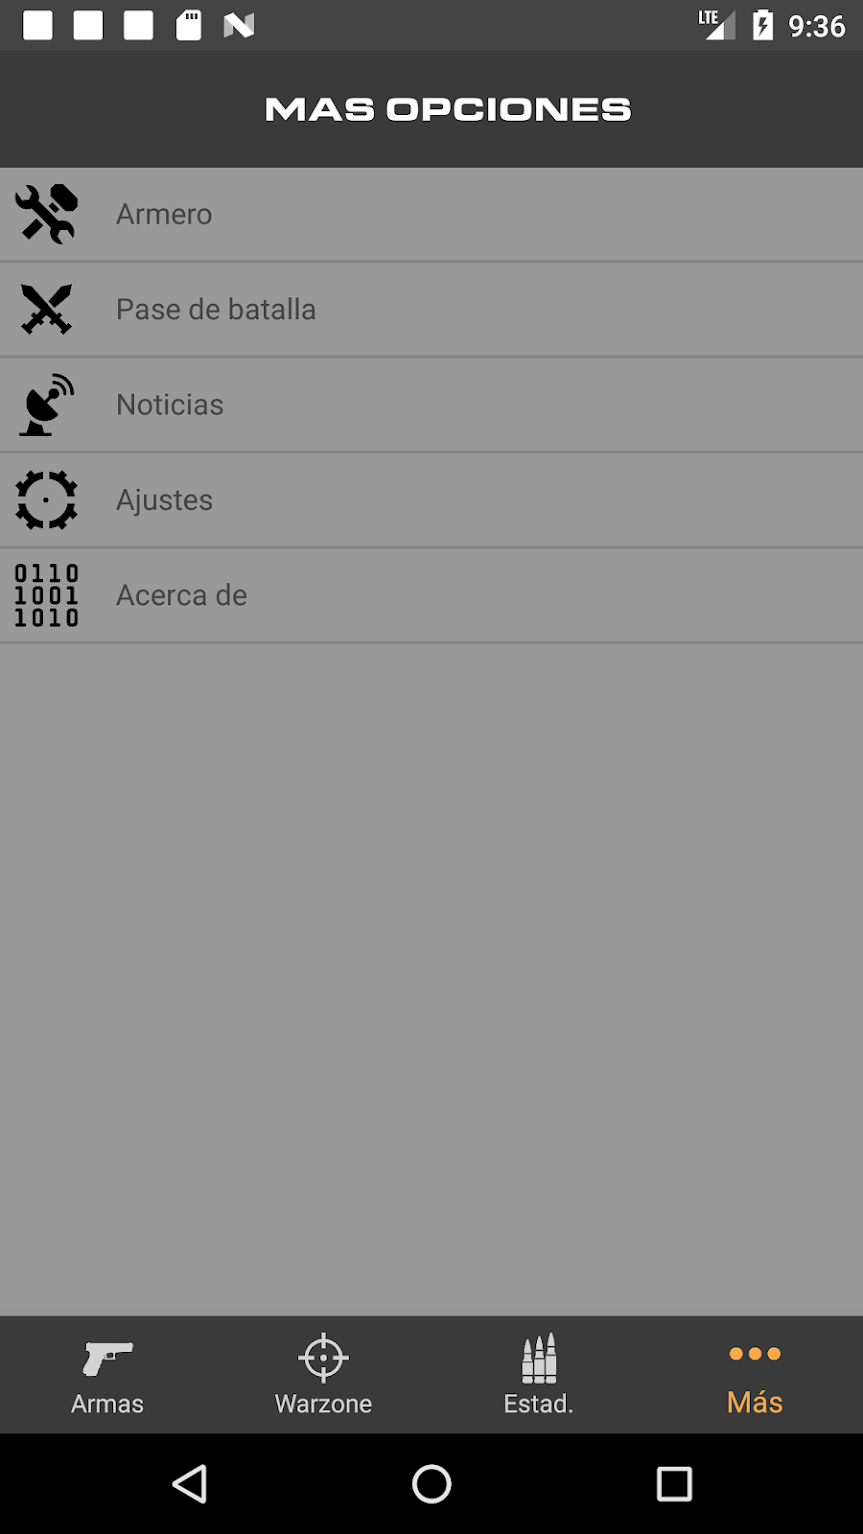 LTE 9:36
MAS OPCIONES
Armero
Pase de batalla
Noticias
Ajustes
0110
1001
1010
Acerca de
Armas
Warzone
Estad.
Más